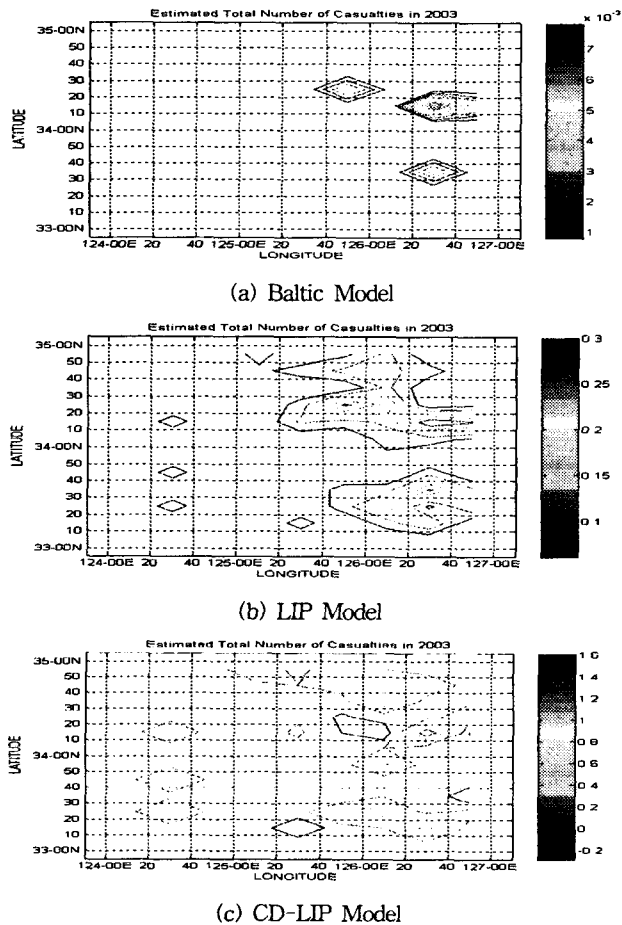 Estimated Total Number of Casualties in 2003
× 10⁻³
35-00N
50
40
30
20
10
34-00N
50
40
30
20
10
33-00N
LATITUDE
124-00E 20 40 125-00E 20 40 126-00E 20 40 127-00E
LONGITUDE
7
6
5
4
3
2
1
(a) Baltic Model
Estimated Total Number of Casualties in 2003
35-00N
50
40
30
20
10
34-00N
50
40
30
20
10
33-00N
LATITUDE
124-00E 20 40 125-00E 20 40 126-00E 20 40 127-00E
LONGITUDE
0 3
0 25
0 2
0 15
0 1
(b) LIP Model
Estimated Total Number of Casualties in 2003
35-00N
50
40
30
20
10
34-00N
50
40
30
20
10
33-00N
LATITUDE
124-00E 20 40 125-00E 20 40 126-00E 20 40 127-00E
LONGITUDE
1 6
1 4
1 2
1
0 8
0 6
0 4
0 2
0
-0 2
(c) CD-LIP Model